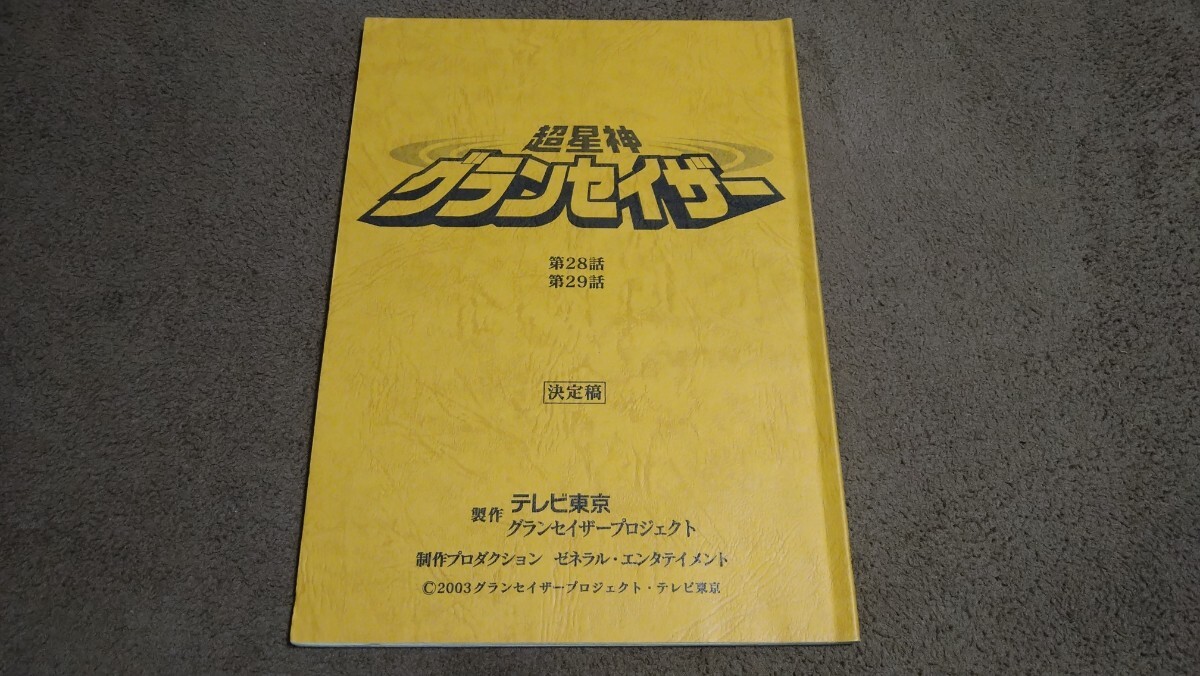 超星神
グランセイザー
第28話
第29話
決定稿
製作 テレビ東京
グランセイザープロジェクト
制作プロダクション ゼネラル・エンタテイメント
©2003グランセイザープロジェクト・テレビ東京